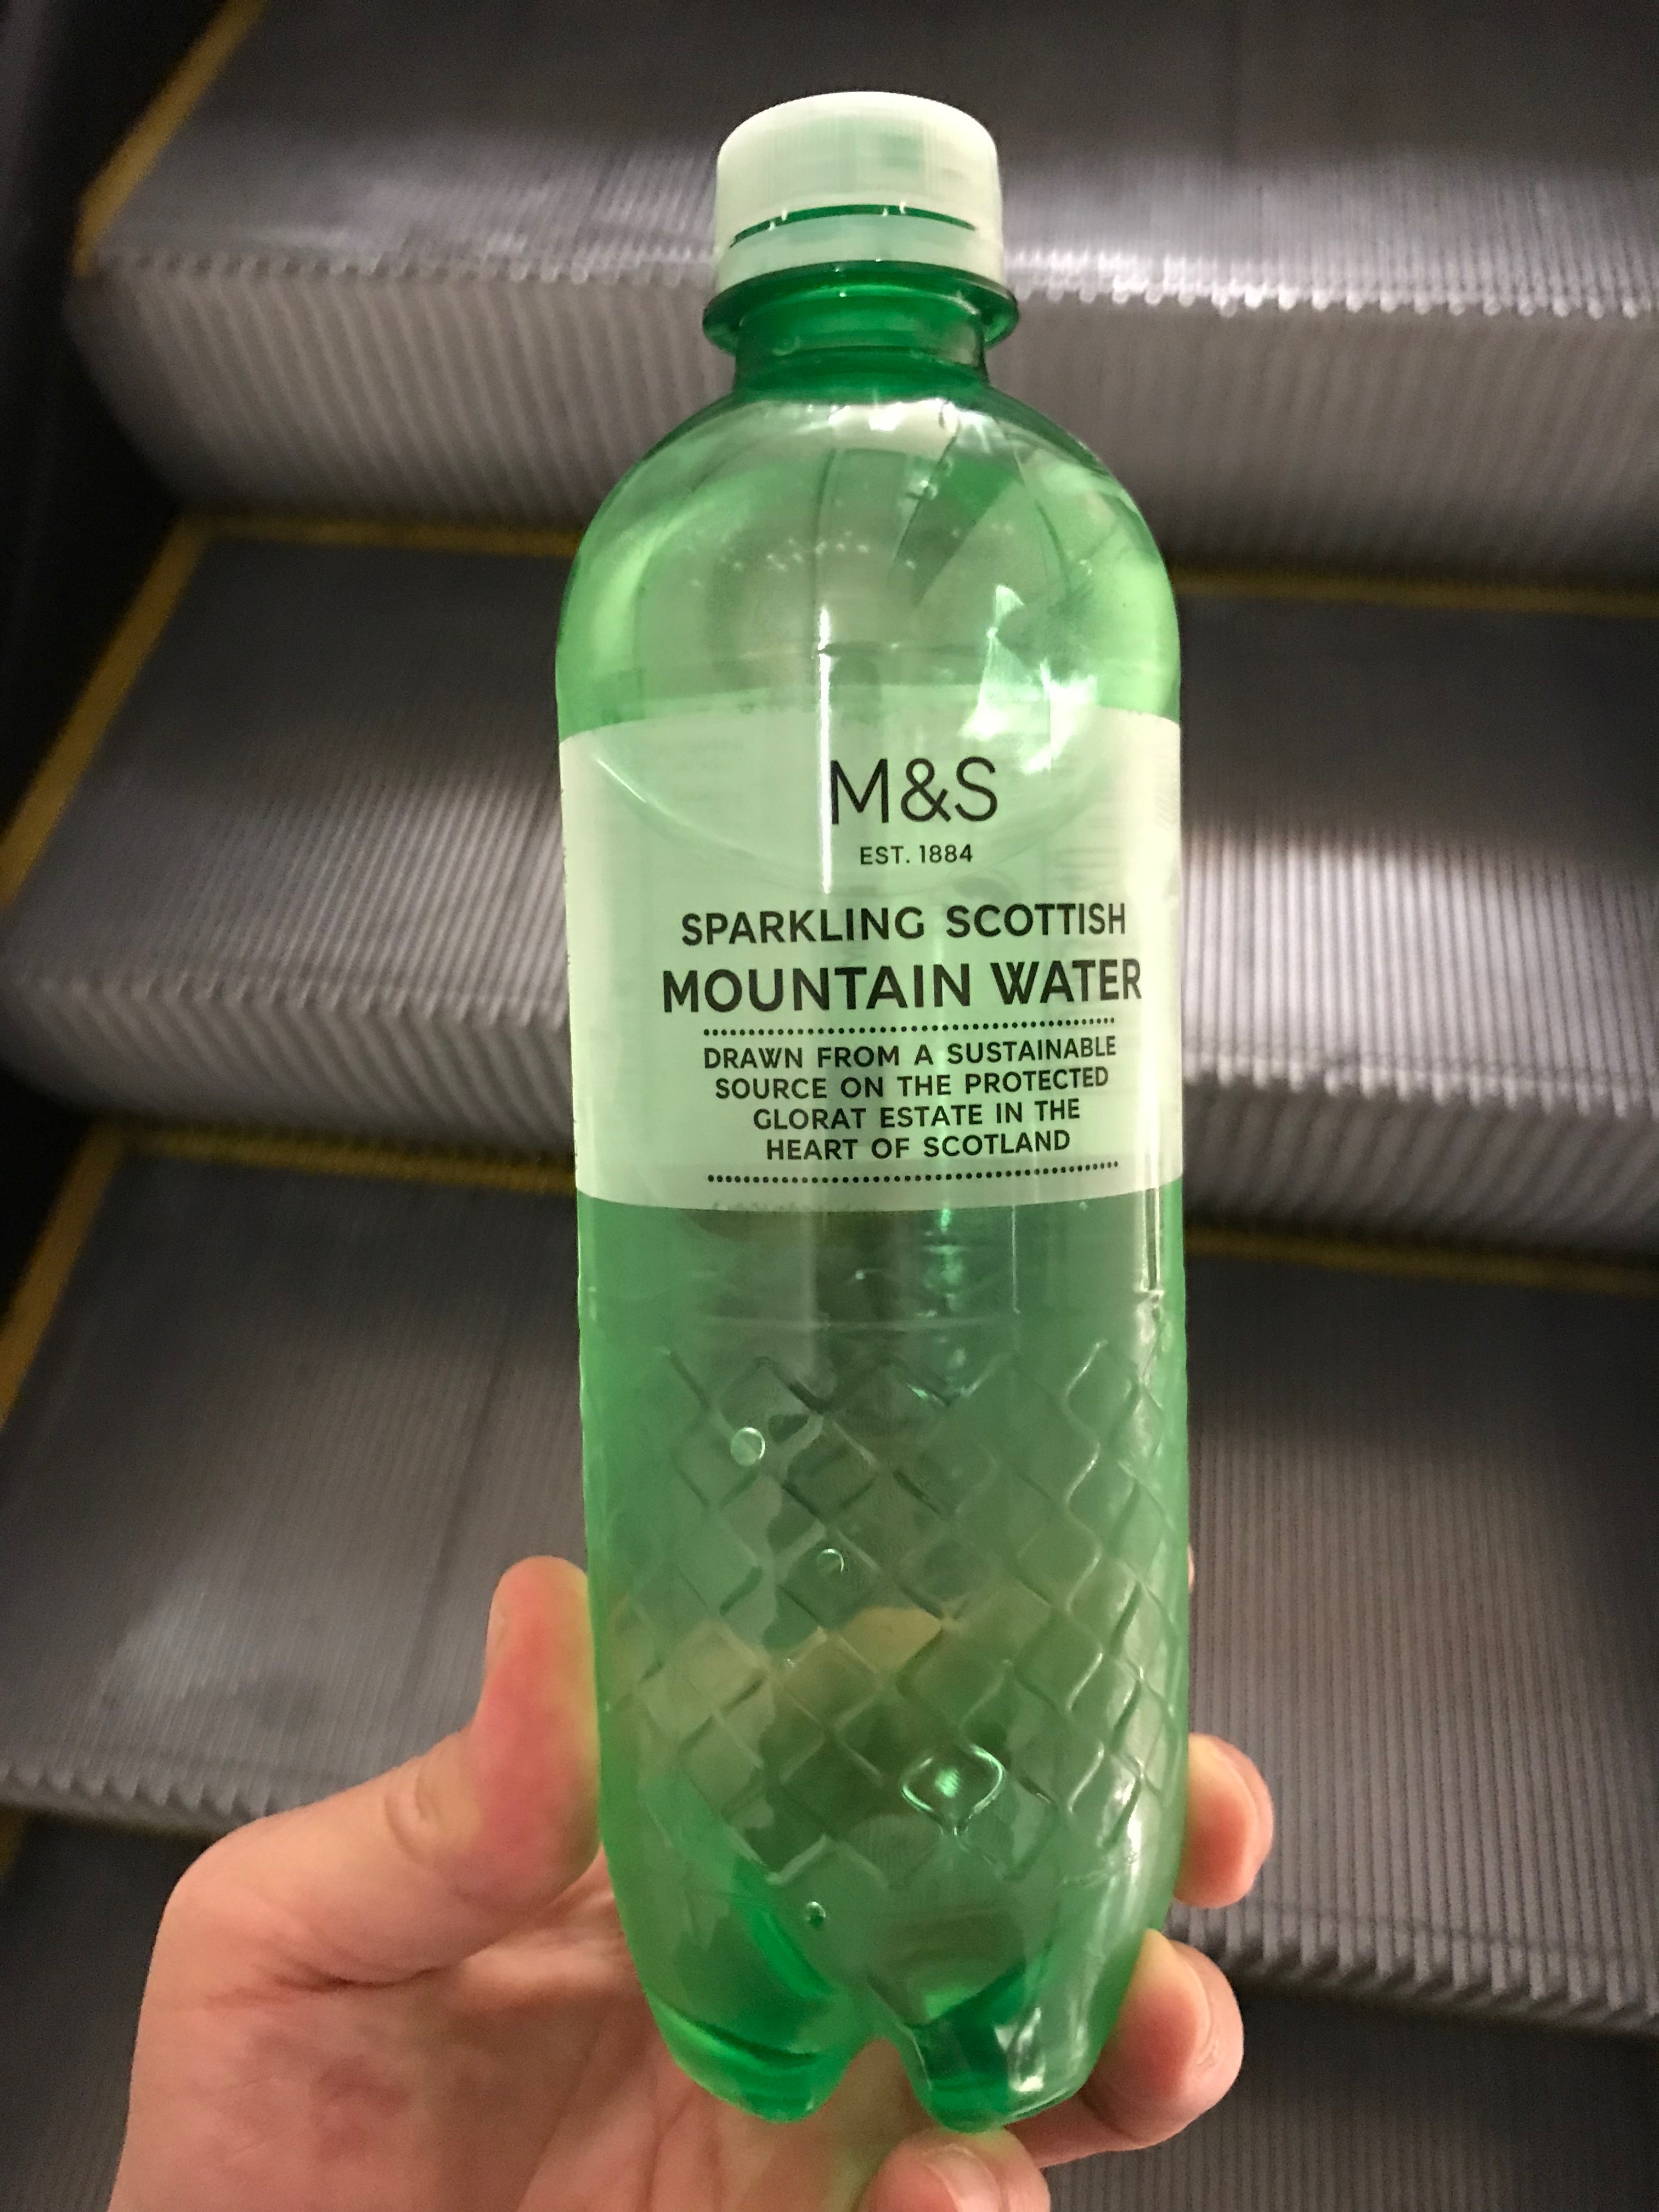 M&S
EST. 1884
SPARKLING SCOTTISH
MOUNTAIN WATER
DRAWN FROM A SUSTAINABLE
SOURCE ON THE PROTECTED
GLORAT ESTATE IN THE
HEART OF SCOTLAND